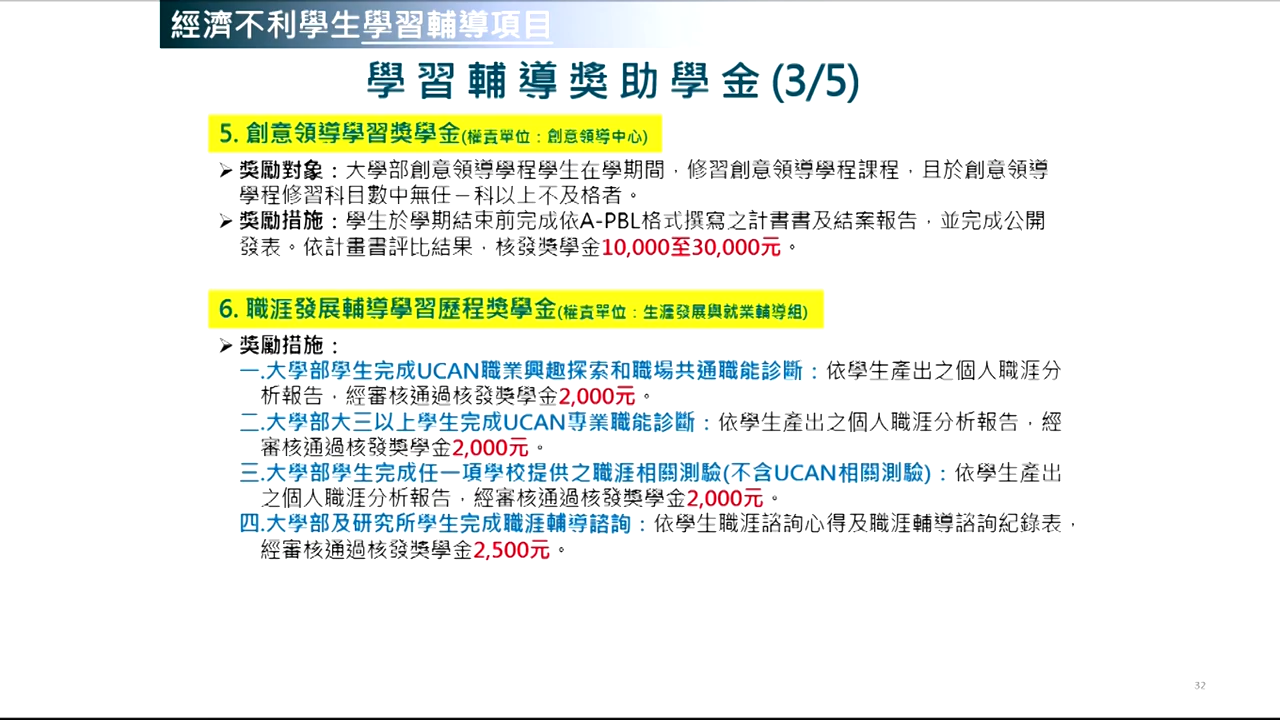 經濟不利學生學習輔導項目
學習輔導獎助學金(3/5)
5. 創意領導學習獎學金(權責單位：創意領導中心)
➢ 獎勵對象：大學部創意領導學程學生在學期間，修習創意領導學程課程，且於創意領導
學程修習科目數中無任一科以上不及格者。
➢ 獎勵措施：學生於學期結束前完成依A-PBL格式撰寫之計畫書及結案報告，並完成公開
發表。依計畫書評比結果，核發獎學金10,000至30,000元。
6. 職涯發展輔導學習歷程獎學金(權責單位：生涯發展與就業輔導組)
➢ 獎勵措施：
一.大學部學生完成UCAN職業興趣探索和職場共通職能診斷：依學生產出之個人職涯分
析報告，經審核通過核發獎學金2,000元。
二.大學部大三以上學生完成UCAN專業職能診斷：依學生產出之個人職涯分析報告，經
審核通過核發獎學金2,000元。
三.大學部學生完成任一項學校提供之職涯相關測驗(不含UCAN相關測驗)：依學生產出
之個人職涯分析報告，經審核通過核發獎學金2,000元。
四.大學部及研究所學生完成職涯輔導諮詢：依學生職涯諮詢心得及職涯輔導諮詢紀錄表，
經審核通過核發獎學金2,500元。
32